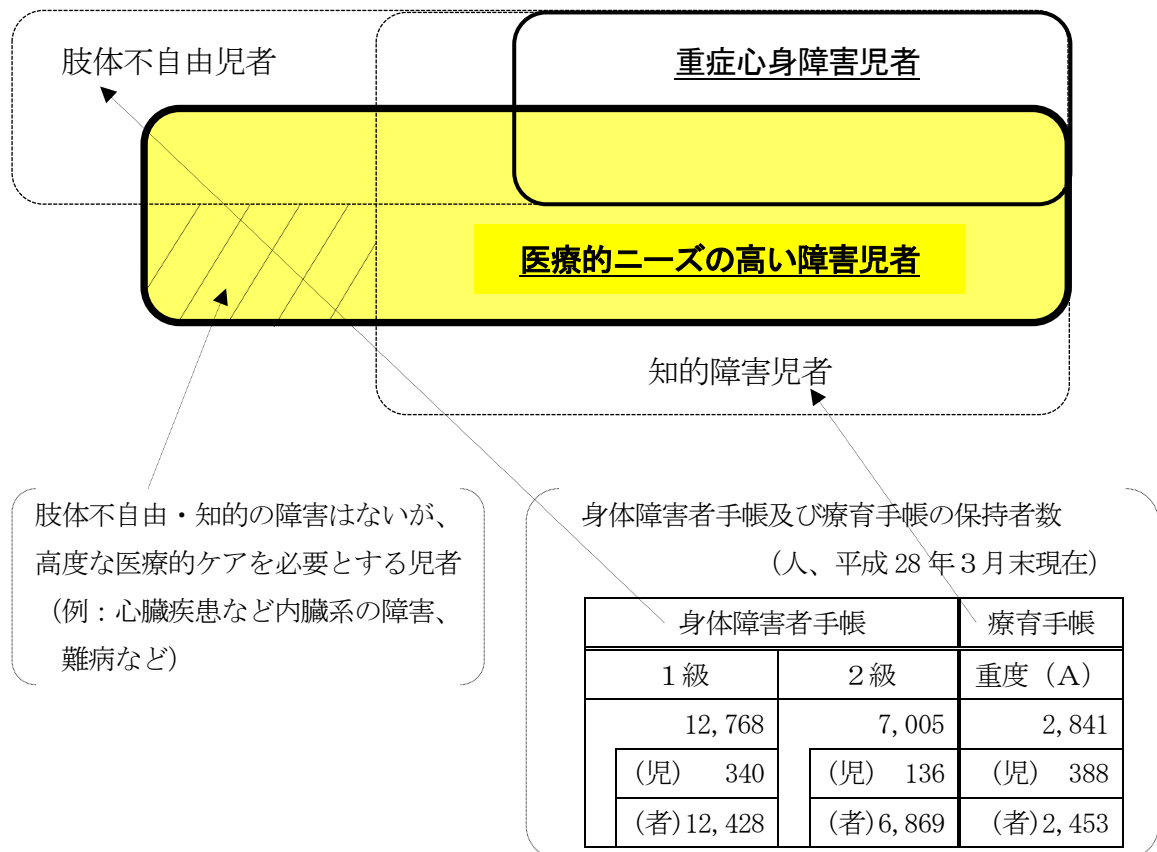 肢体不自由児者
重症心身障害児者
医療的ニーズの高い障害児者
知的障害児者
肢体不自由・知的の障害はないが、
高度な医療的ケアを必要とする児者
（例：心臓疾患など内臓系の障害、
難病など）
身体障害者手帳及び療育手帳の保持者数
（人、平成 28 年３月末現在）
身体障害者手帳 療育手帳
１級 ２級 重度（Ａ）
12,768 7,005 2,841
(児) 340 (児) 136 (児) 388
(者)12,428 (者)6,869 (者)2,453